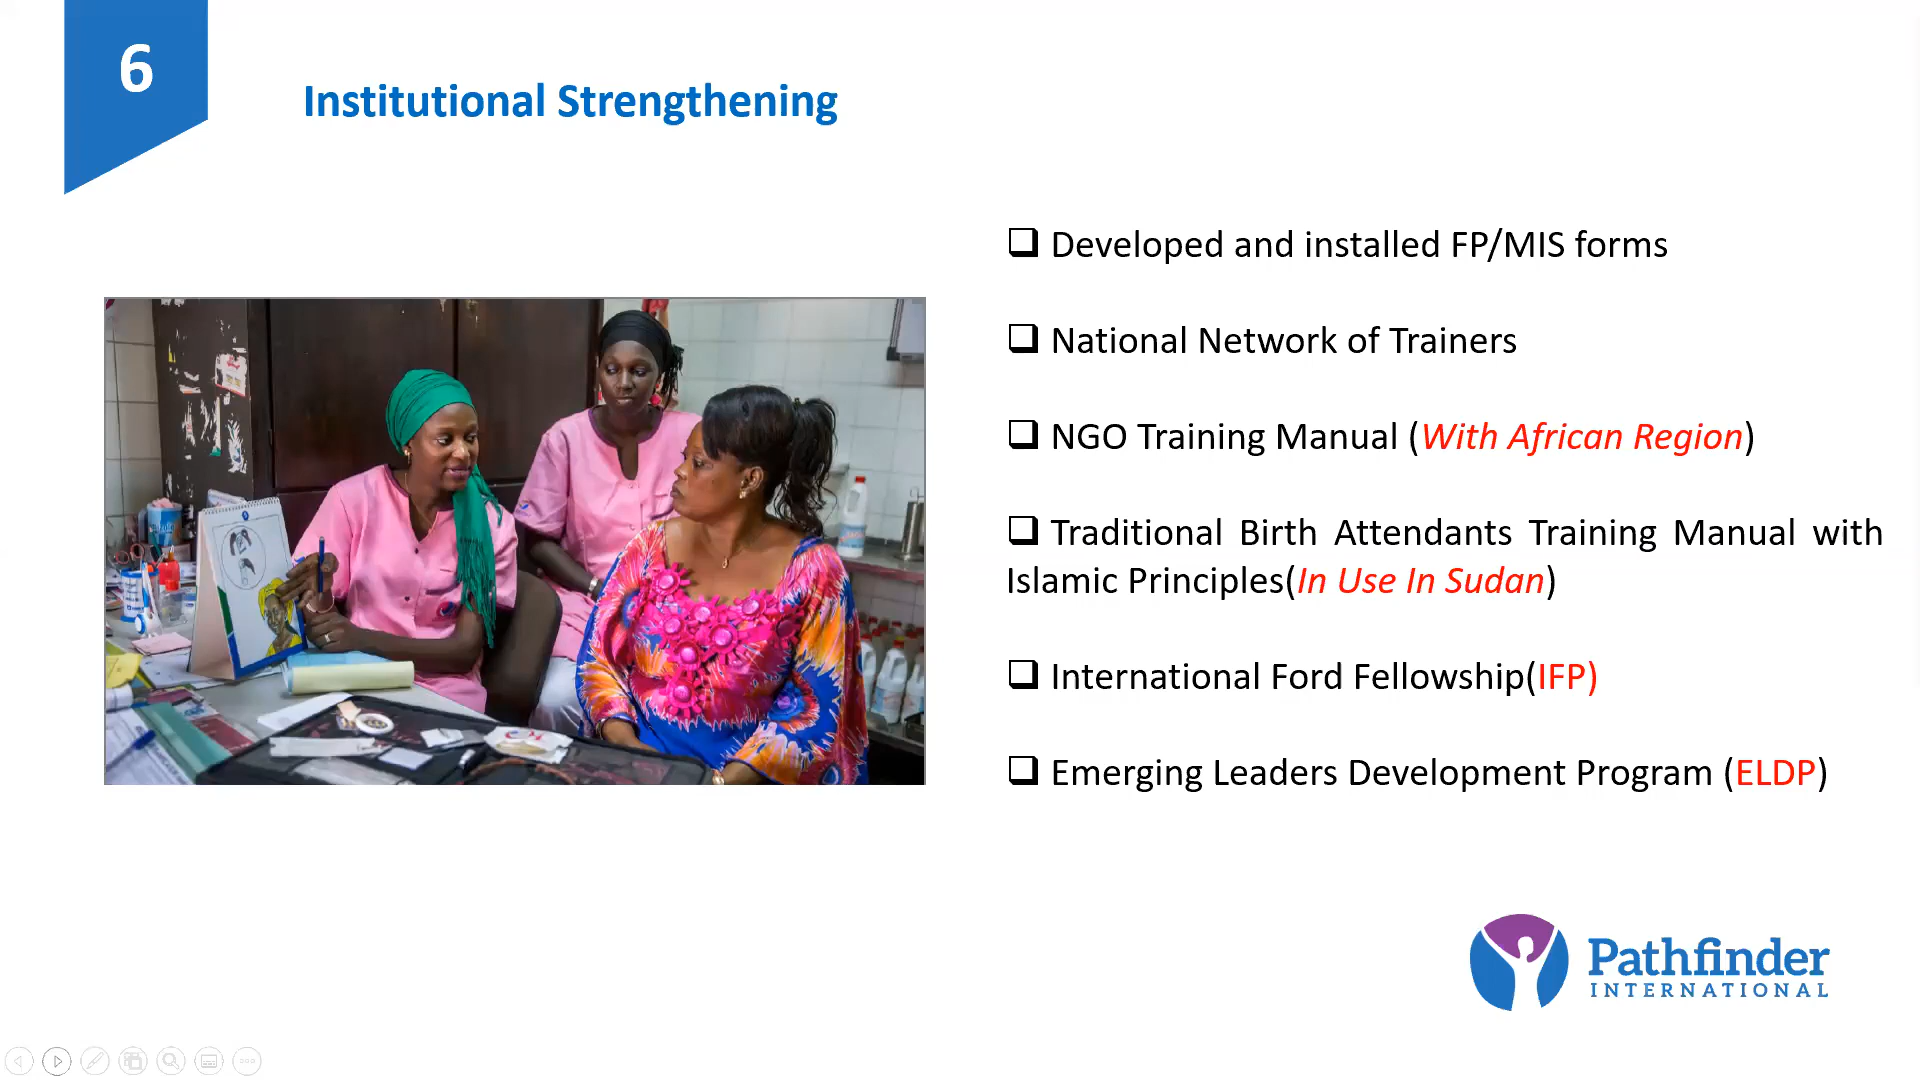 6
Institutional Strengthening
Developed and installed FP/MIS forms
National Network of Trainers
NGO Training Manual (With African Region)
Traditional Birth Attendants Training Manual with
Islamic Principles(In Use In Sudan)
International Ford Fellowship(IFP)
Emerging Leaders Development Program (ELDP)
Pathfinder
INTERNATIONAL